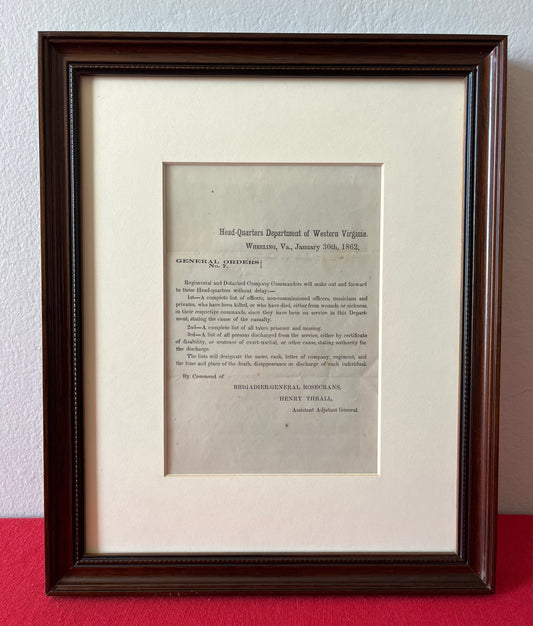 Head-Quarters Department of Western Virginia.
Wheeling, Va., January 30th, 1862,
GENERAL ORDERS
No. 7.
Regimental and Detached Company Commanders will make out and forward
to these Head-quarters without delay:—
1st—A complete list of officers, non-commissioned officers, musicians and
privates, who have been killed, or who have died, either from wounds or sickness,
in their respective commands, since they have been on service in this Depart-
ment, stating the cause of the casualty.
2nd—A complete list of all taken prisoner and missing.
3rd—A list of all persons discharged from the service, either by certificate
of disability, or sentence of court-martial, or other cause, stating authority for
the discharge.
The lists will designate the name, rank, letter of company, regiment, and
the time and place of the death, disappearance or discharge of each individual.
By Command of
BRIGADIER-GENERAL ROSECRANS,
HENRY THRALL,
Assistant Adjutant General.